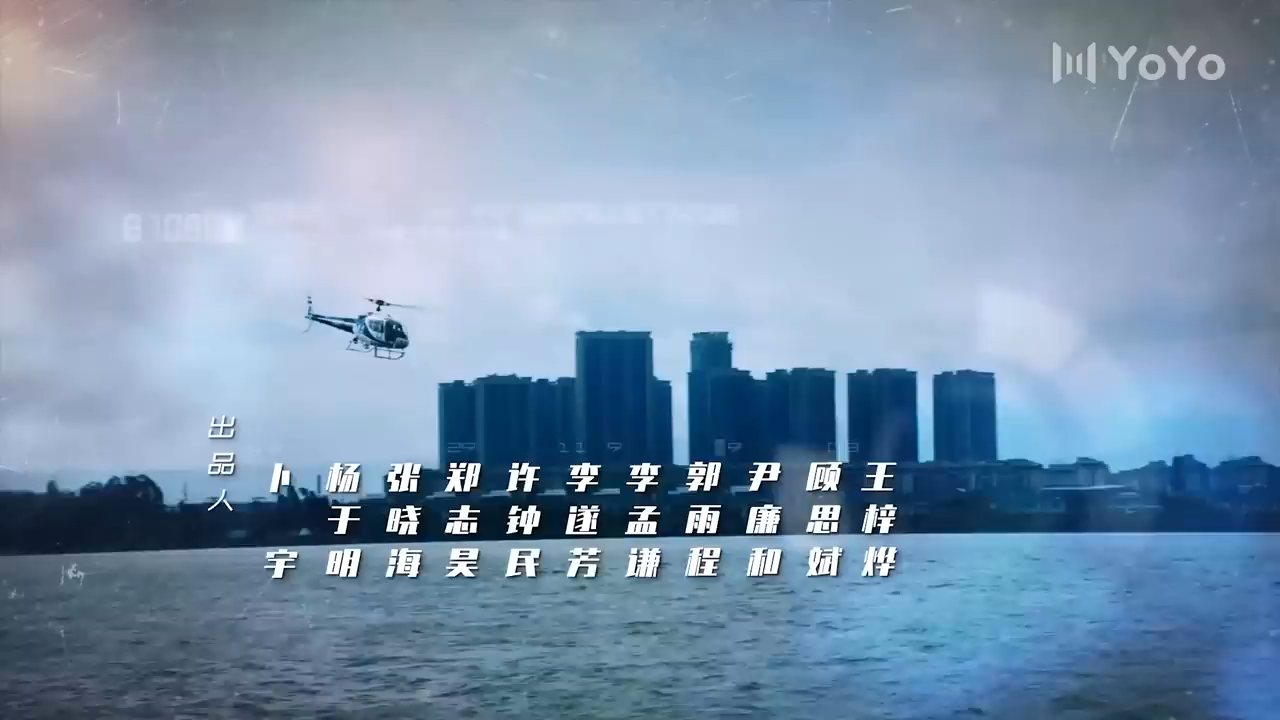 YoYo
出品人
卜宇
杨于明
张晓海
郑志昊
许钟民
李遂芳
李孟谦
郭雨程
尹廉和
顾思斌
王梓烨